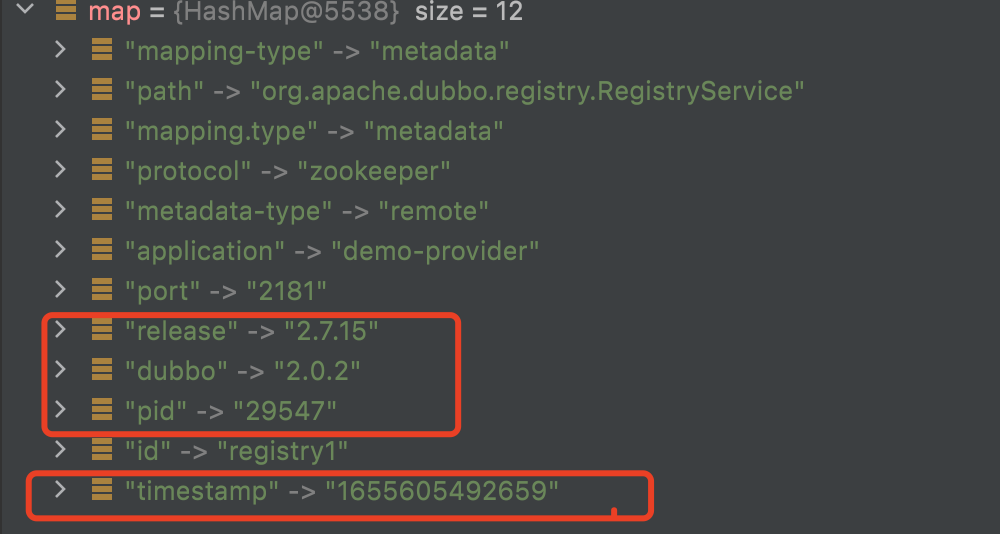 map = {HashMap@5538} size = 12
"mapping-type" -> "metadata"
"path" -> "org.apache.dubbo.registry.RegistryService"
"mapping.type" -> "metadata"
"protocol" -> "zookeeper"
"metadata-type" -> "remote"
"application" -> "demo-provider"
"port" -> "2181"
"release" -> "2.7.15"
"dubbo" -> "2.0.2"
"pid" -> "29547"
"id" -> "registry1"
"timestamp" -> "1655605492659"